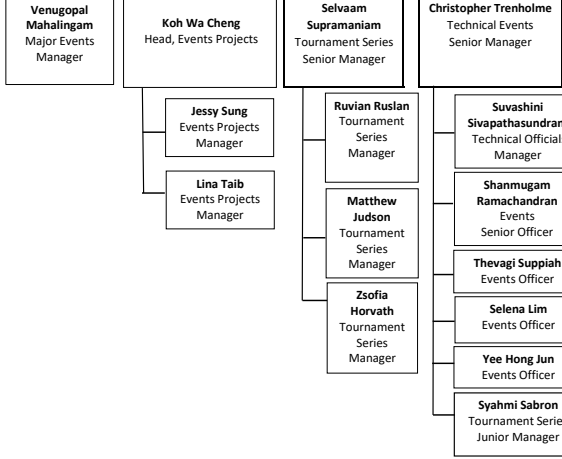 Venugopal
Mahalingam
Major Events
Manager
Koh Wa Cheng
Head, Events Projects
Selvaam
Supramaniam
Tournament Series
Senior Manager
Christopher Trenholme
Technical Events
Senior Manager
Jessy Sung
Events Projects
Manager
Lina Taib
Events Projects
Manager
Ruvian Ruslan
Tournament
Series
Manager
Matthew
Judson
Tournament
Series
Manager
Zsofia
Horvath
Tournament
Series
Manager
Suvashini
Sivapathasundran
Technical Officials
Manager
Shanmugam
Ramachandran
Events
Senior Officer
Thevagi Suppiah
Events Officer
Selena Lim
Events Officer
Yee Hong Jun
Events Officer
Syahmi Sabron
Tournament Serie
Junior Manager